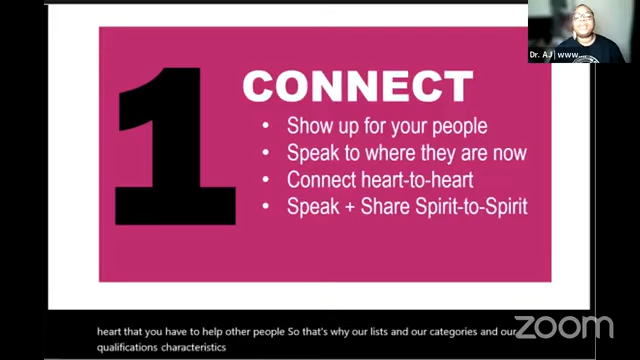 Dr. AJ | www....
1
CONNECT
• Show up for your people
• Speak to where they are now
• Connect heart-to-heart
• Speak + Share Spirit-to-Spirit
heart that you have to help other people So that's why our lists and our categories and our
qualifications characteristics
zoom